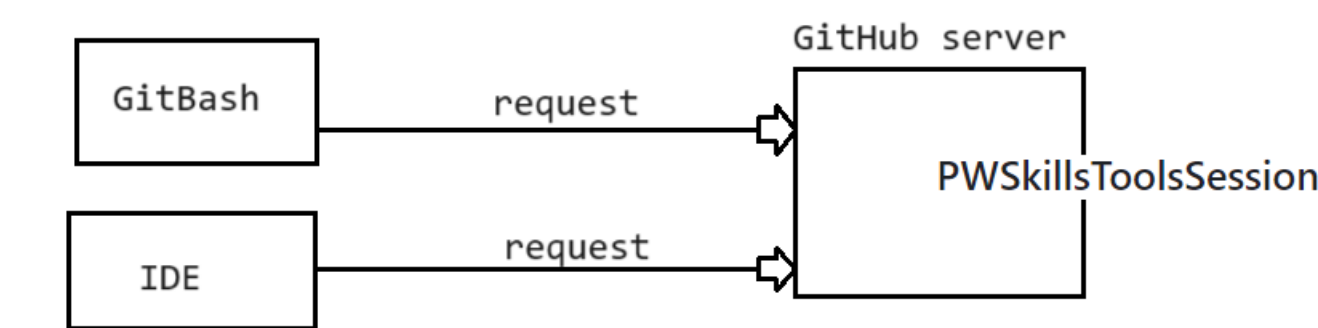 GitHub server
GitBash
request
PWSkillsToolsSession
request
IDE